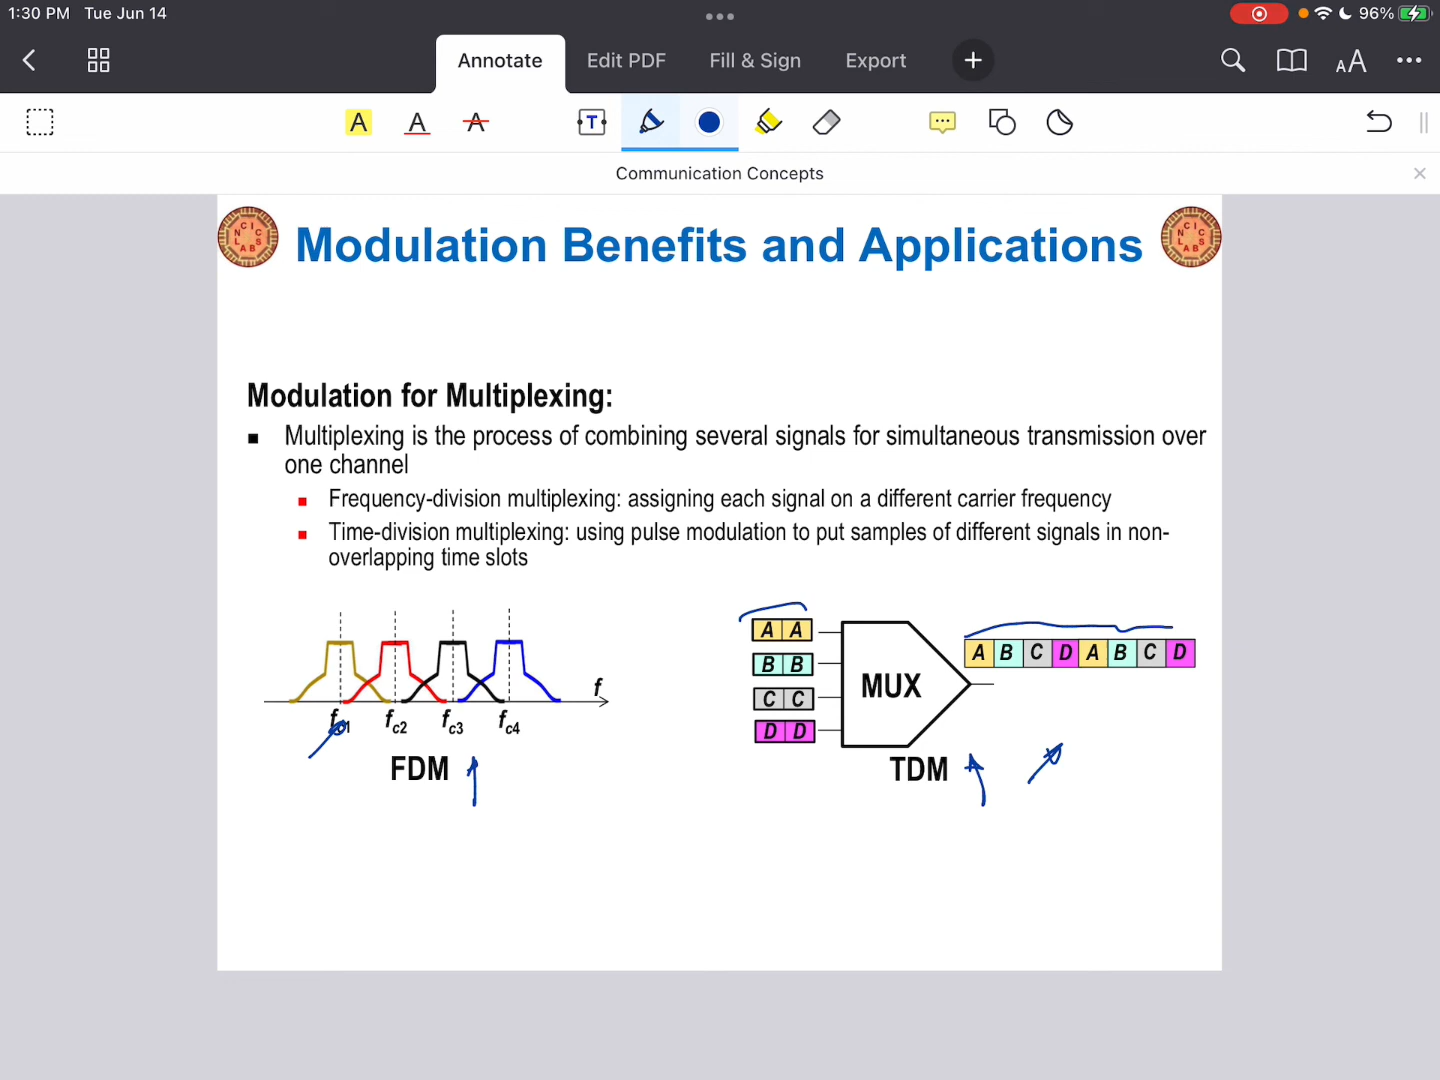 1:30 PM Tue Jun 14
96%
Annotate Edit PDF Fill & Sign Export
Communication Concepts
Modulation Benefits and Applications
Modulation for Multiplexing:
Multiplexing is the process of combining several signals for simultaneous transmission over
one channel
Frequency-division multiplexing: assigning each signal on a different carrier frequency
Time-division multiplexing: using pulse modulation to put samples of different signals in non-
overlapping time slots
f
fc1 fc2 fc3 fc4
FDM
A A
B B
C C
D D
MUX
A B C D A B C D
TDM